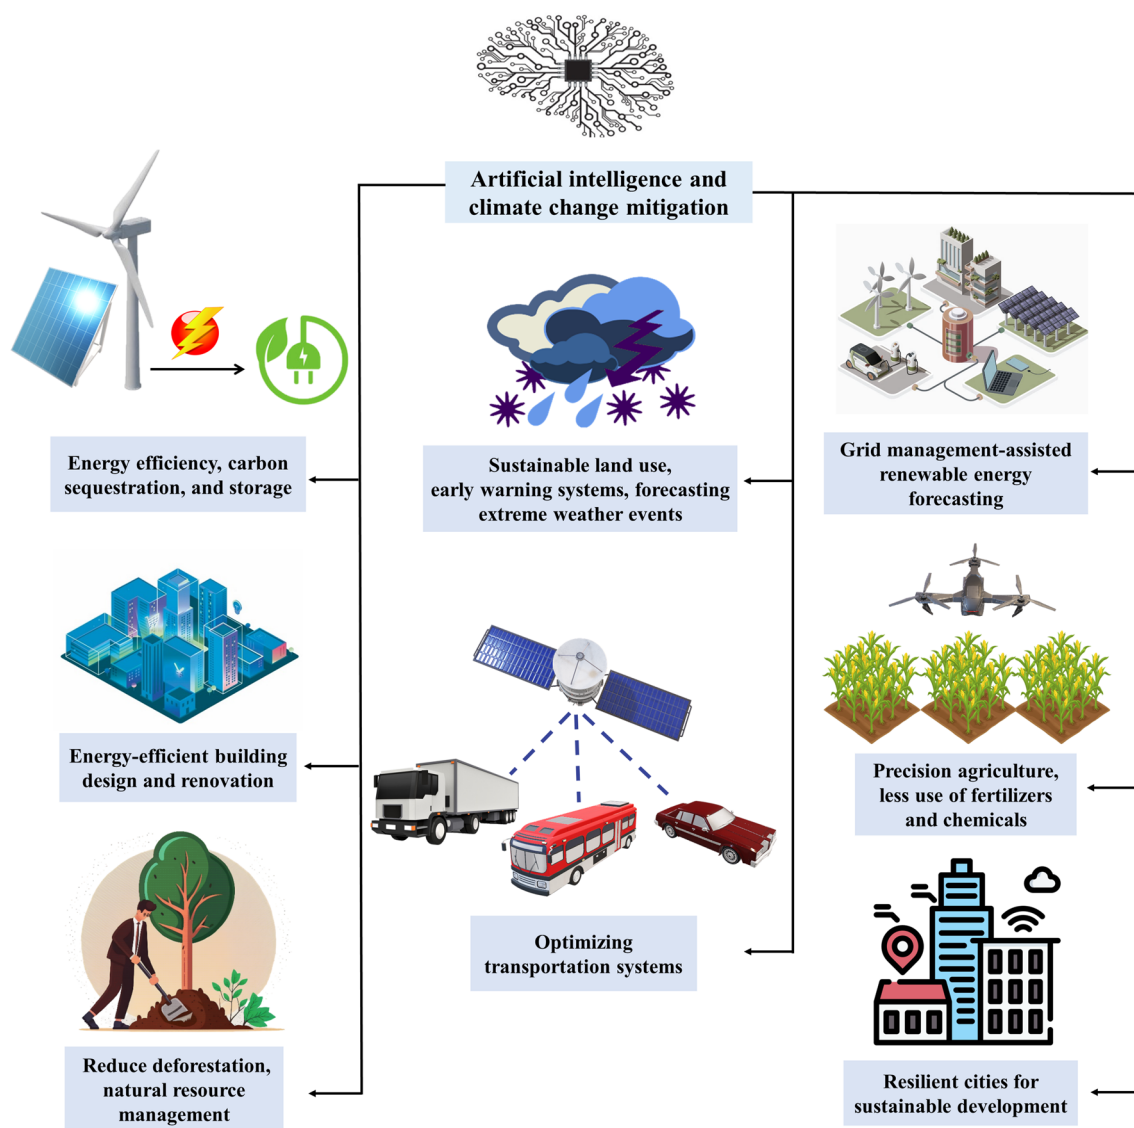 Artificial intelligence and
climate change mitigation
Energy efficiency, carbon
sequestration, and storage
Sustainable land use,
early warning systems, forecasting
extreme weather events
Grid management-assisted
renewable energy
forecasting
Energy-efficient building
design and renovation
Precision agriculture,
less use of fertilizers
and chemicals
Optimizing
transportation systems
Reduce deforestation,
natural resource
management
Resilient cities for
sustainable development